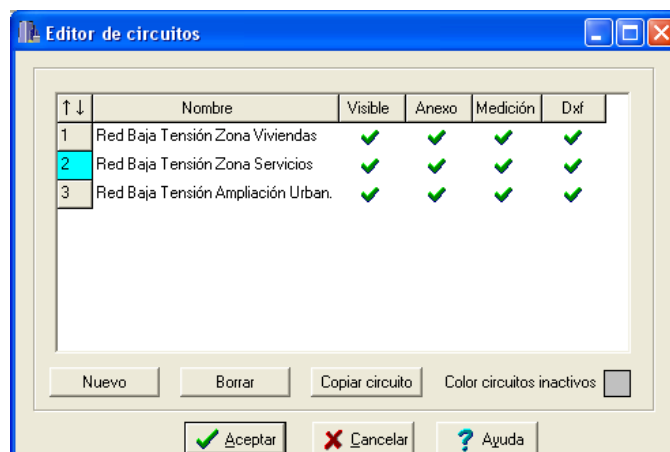 Editor de circuitos
↑↓ Nombre Visible Anexo Medición Dxf
1 Red Baja Tensión Zona Viviendas
2 Red Baja Tensión Zona Servicios
3 Red Baja Tensión Ampliación Urban.
Nuevo Borrar Copiar circuito Color circuitos inactivos
Aceptar Cancelar Ayuda